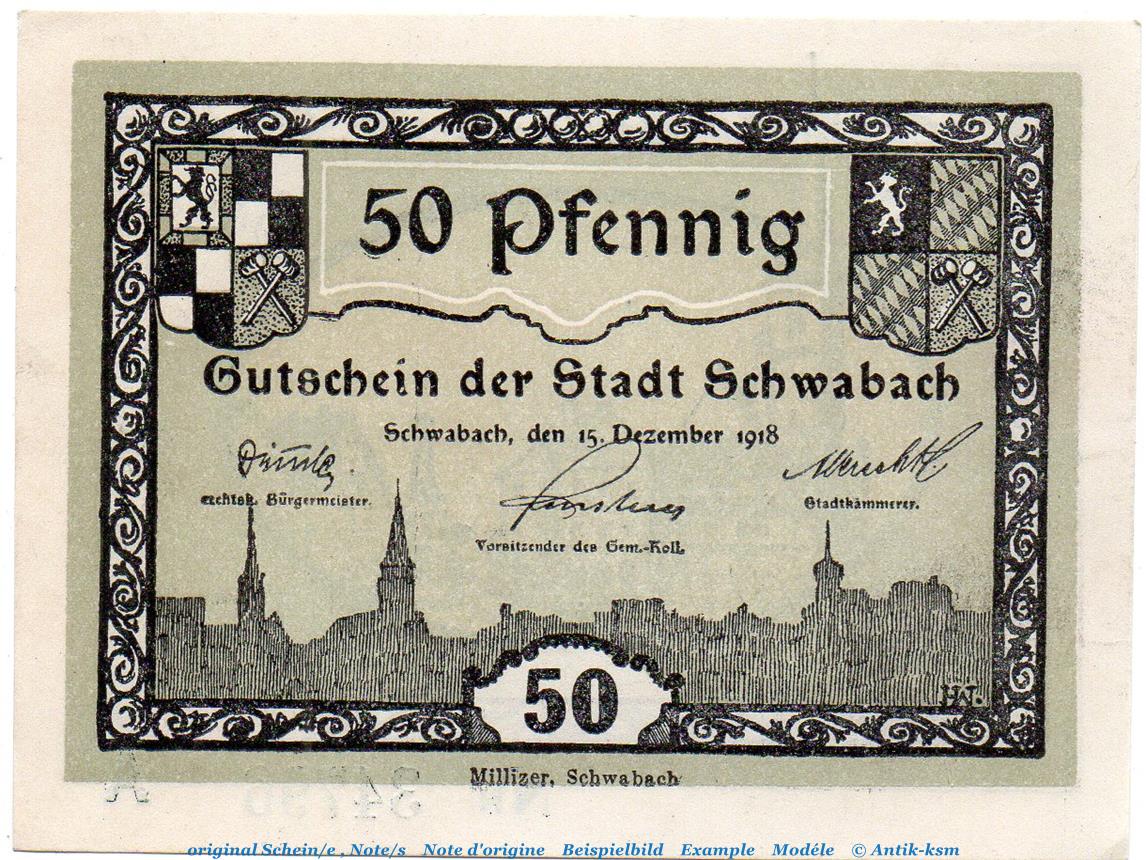 50 Pfennig
Gutschein der Stadt Schwabach
Schwabach, den 15. Dezember 1918
rechtsk. Bürgermeister.
Stadtkämmerer.
Vorsitzender des Gem.-Koll.
50
HW.
Millizer, Schwabach
original Schein/e , Note/s Note d'origine Beispielbild Example Modéle © Antik-ksm